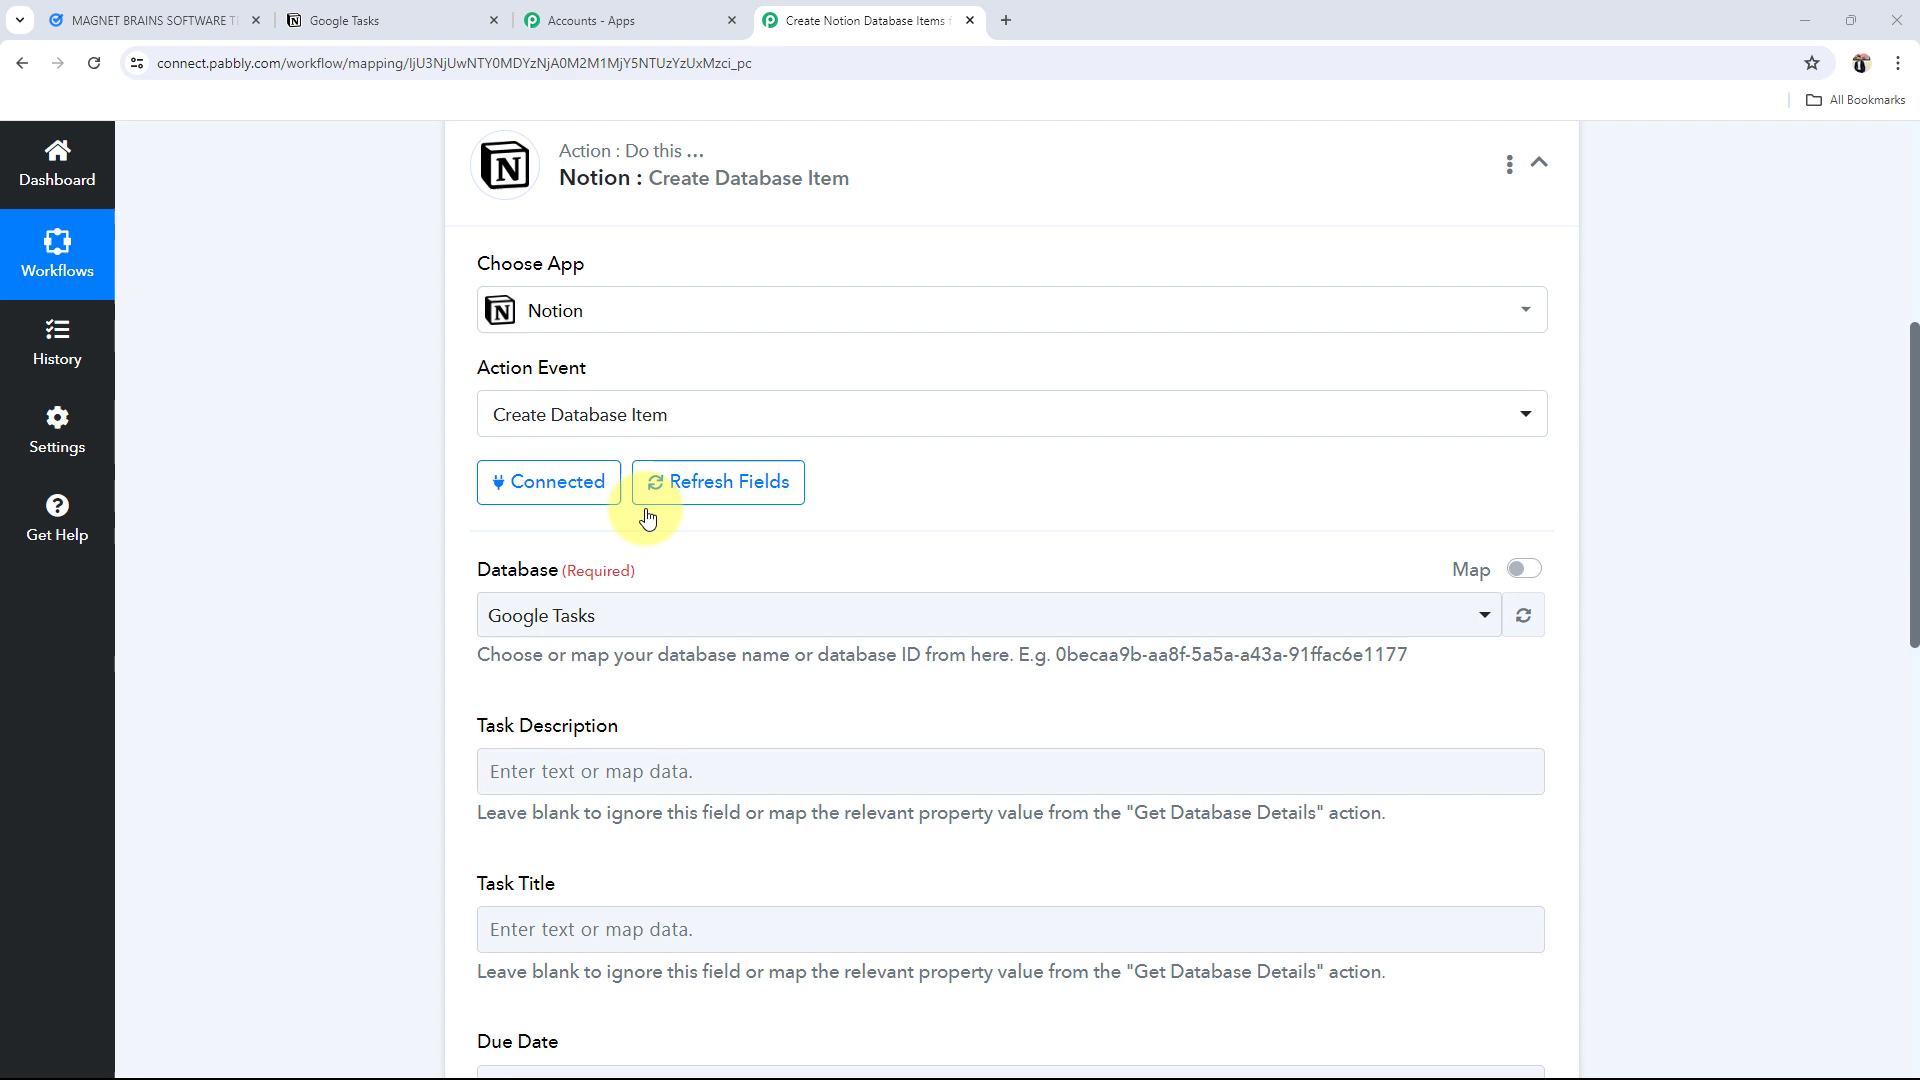 MAGNET BRAINS SOFTWARE TE
Google Tasks
Accounts - Apps
Create Notion Database Items f
connect.pabbly.com/workflow/mapping/IjU3NjUwNTY0MDYzNjA0M2M1MjY5NTUzYzUxMzci_pc
All Bookmarks
Dashboard
Workflows
History
Settings
Get Help
Action : Do this ...
Notion : Create Database Item
Choose App
Notion
Action Event
Create Database Item
Connected
Refresh Fields
Database (Required)
Map
Google Tasks
Choose or map your database name or database ID from here. E.g. 0becaa9b-aa8f-5a5a-a43a-91ffac6e1177
Task Description
Enter text or map data.
Leave blank to ignore this field or map the relevant property value from the "Get Database Details" action.
Task Title
Enter text or map data.
Leave blank to ignore this field or map the relevant property value from the "Get Database Details" action.
Due Date